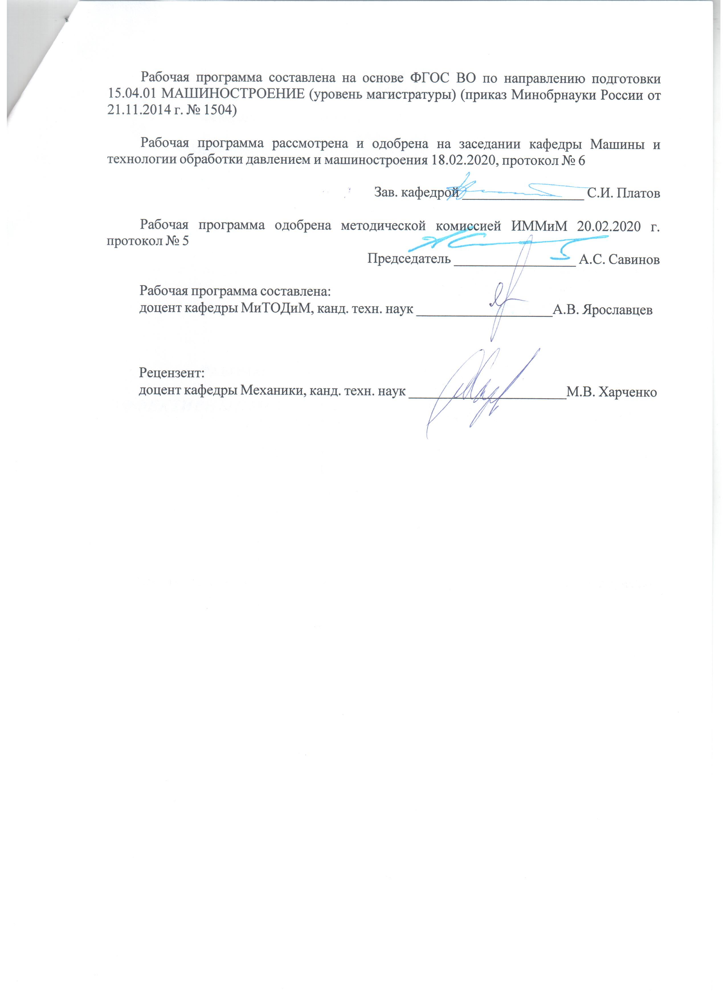 Рабочая программа составлена на основе ФГОС ВО по направлению подготовки
15.04.01 МАШИНОСТРОЕНИЕ (уровень магистратуры) (приказ Минобрнауки России от
21.11.2014 г. № 1504)
Рабочая программа рассмотрена и одобрена на заседании кафедры Машины и
технологии обработки давлением и машиностроения 18.02.2020, протокол № 6
Зав. кафедрой ________________ С.И. Платов
Рабочая программа одобрена методической комиссией ИММиМ 20.02.2020 г.
протокол № 5
Председатель ________________ А.С. Савинов
Рабочая программа составлена:
доцент кафедры МиТОДиМ, канд. техн. наук __________________А.В. Ярославцев
Рецензент:
доцент кафедры Механики, канд. техн. наук _____________________М.В. Харченко